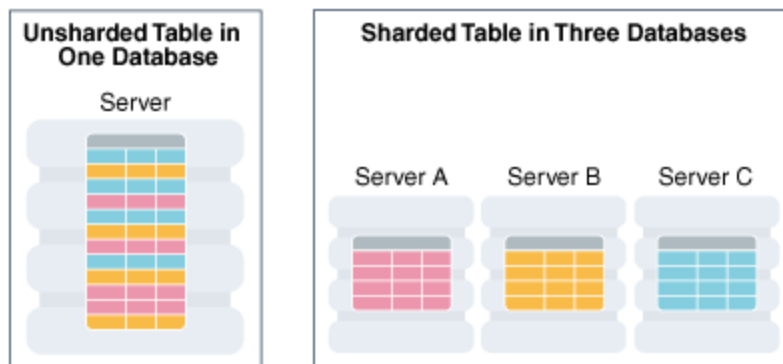 Unsharded Table in
One Database
Server
Sharded Table in Three Databases
Server A
Server B
Server C